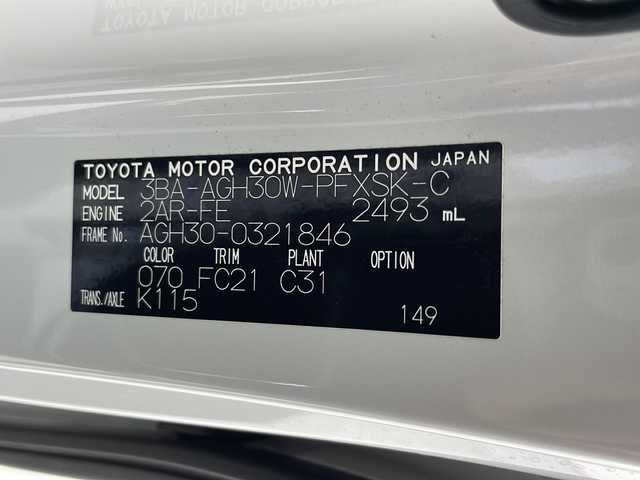 TOYOTA MOTOR CORPORATION JAPAN
MODEL 3BA-AGH30W-PFXSK-C
ENGINE 2AR-FE 2493 mL
FRAME No. AGH30-0321846
COLOR TRIM PLANT OPTION
070 FC21 C31
TRANS./AXLE K115
149